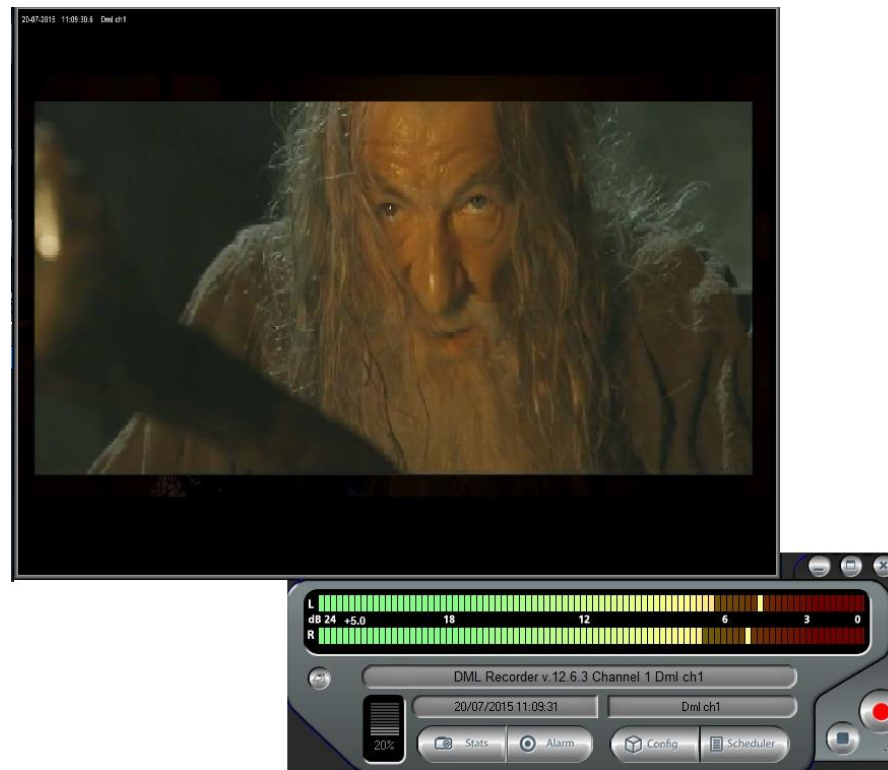 20-07-2015 11:09:30.6 Dml ch1
L
dB 24 +5.0 18 12 6 3 0
R
DML Recorder v.12.6.3 Channel 1 Dml ch1
20/07/2015 11:09:31 Dml ch1
20% Stats Alarm Config Scheduler